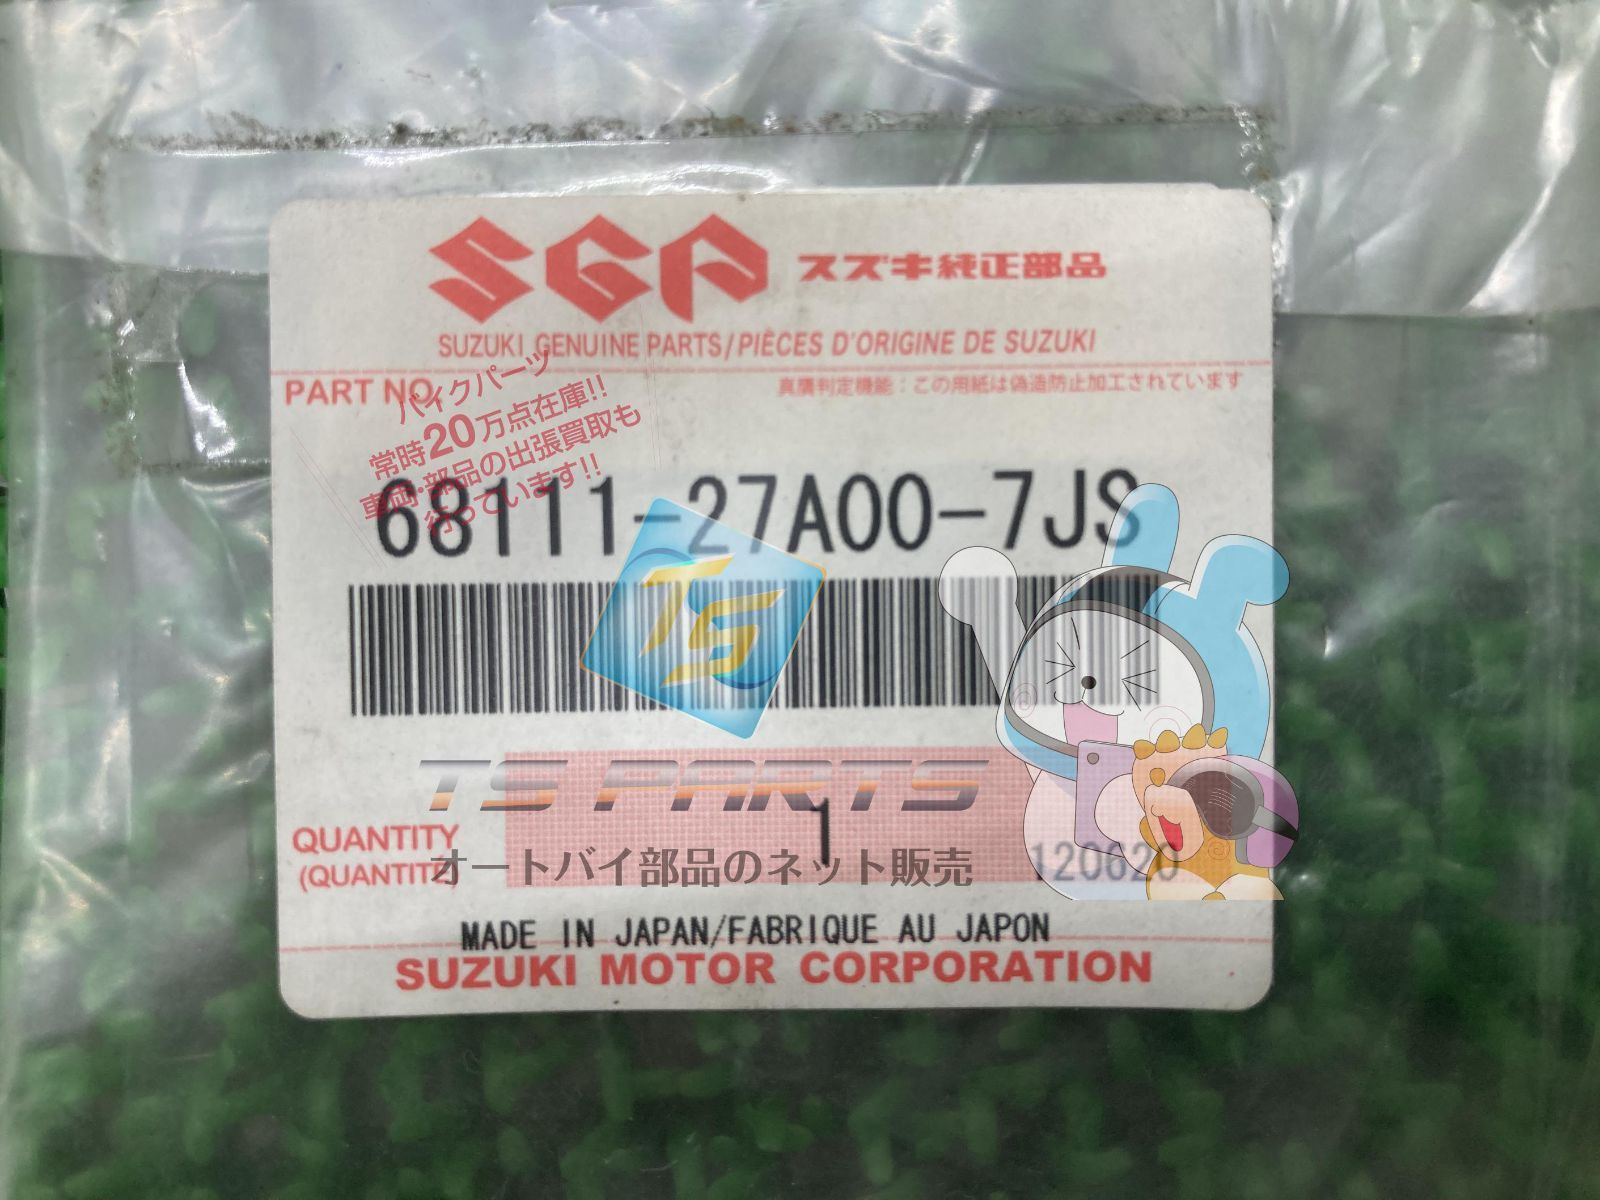 SGP スズキ純正部品
SUZUKI GENUINE PARTS/PIÈCES D'ORIGINE DE SUZUKI
PART NO.
真贋判定機能:この用紙は偽造防止加工されています
バイクパーツ
常時20万点在庫!!
車両・部品の出張買取も
行っています!!
68111-27A00-7JS
TS
TS PARTS
オートバイ部品のネット販売
QUANTITY
(QUANTITÉ)
1
120620
MADE IN JAPAN/FABRIQUE AU JAPON
SUZUKI MOTOR CORPORATION